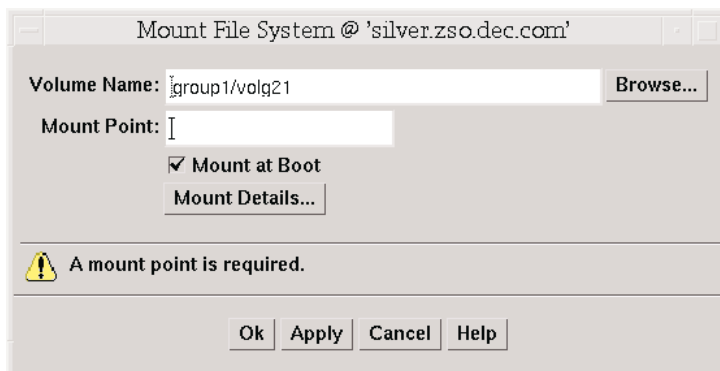 Mount File System @ 'silver.zso.dec.com'
Volume Name: group1/volg21 Browse...
Mount Point:
Mount at Boot
Mount Details...
A mount point is required.
Ok Apply Cancel Help